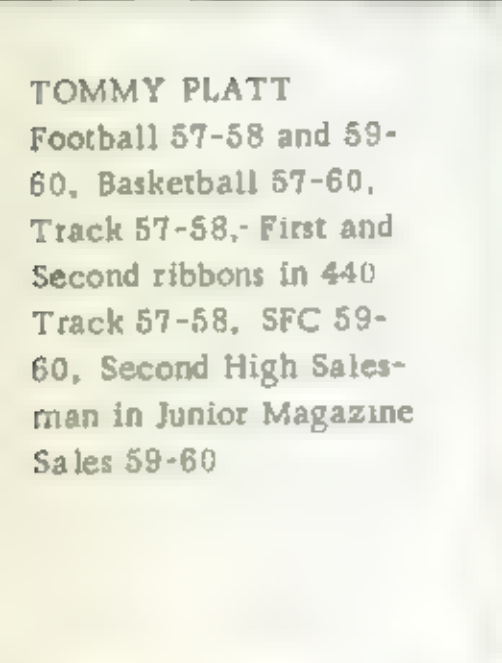 TOMMY PLATT
Football 57-58 and 59-
60, Basketball 57-60,
Track 57-58,- First and
Second ribbons in 440
Track 57-58, SFC 59-
60, Second High Sales-
man in Junior Magazine
Sales 59-60